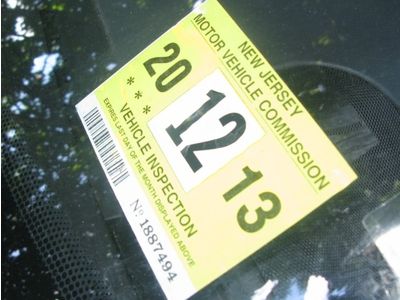 NEW JERSEY
MOTOR VEHICLE COMMISSION
20 12 13
***
VEHICLE INSPECTION
EXPIRES LAST DAY OF THE MONTH DISPLAYED ABOVE
No 1887494